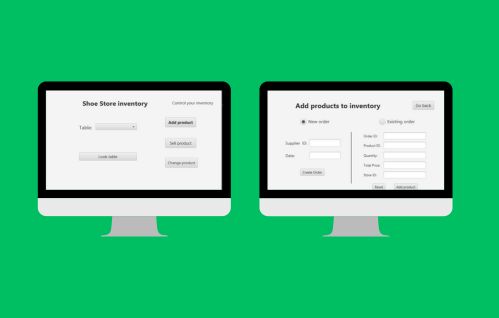 Shoe Store inventory
Control your inventory
Table:
Add product
Sell product
Look table
Change product
Add products to inventory
Go back
New order
Existing order
Supplier ID:
Date:
Create Order
Order ID:
Product ID:
Quantity:
Total Price:
Store ID:
Reset
Add product